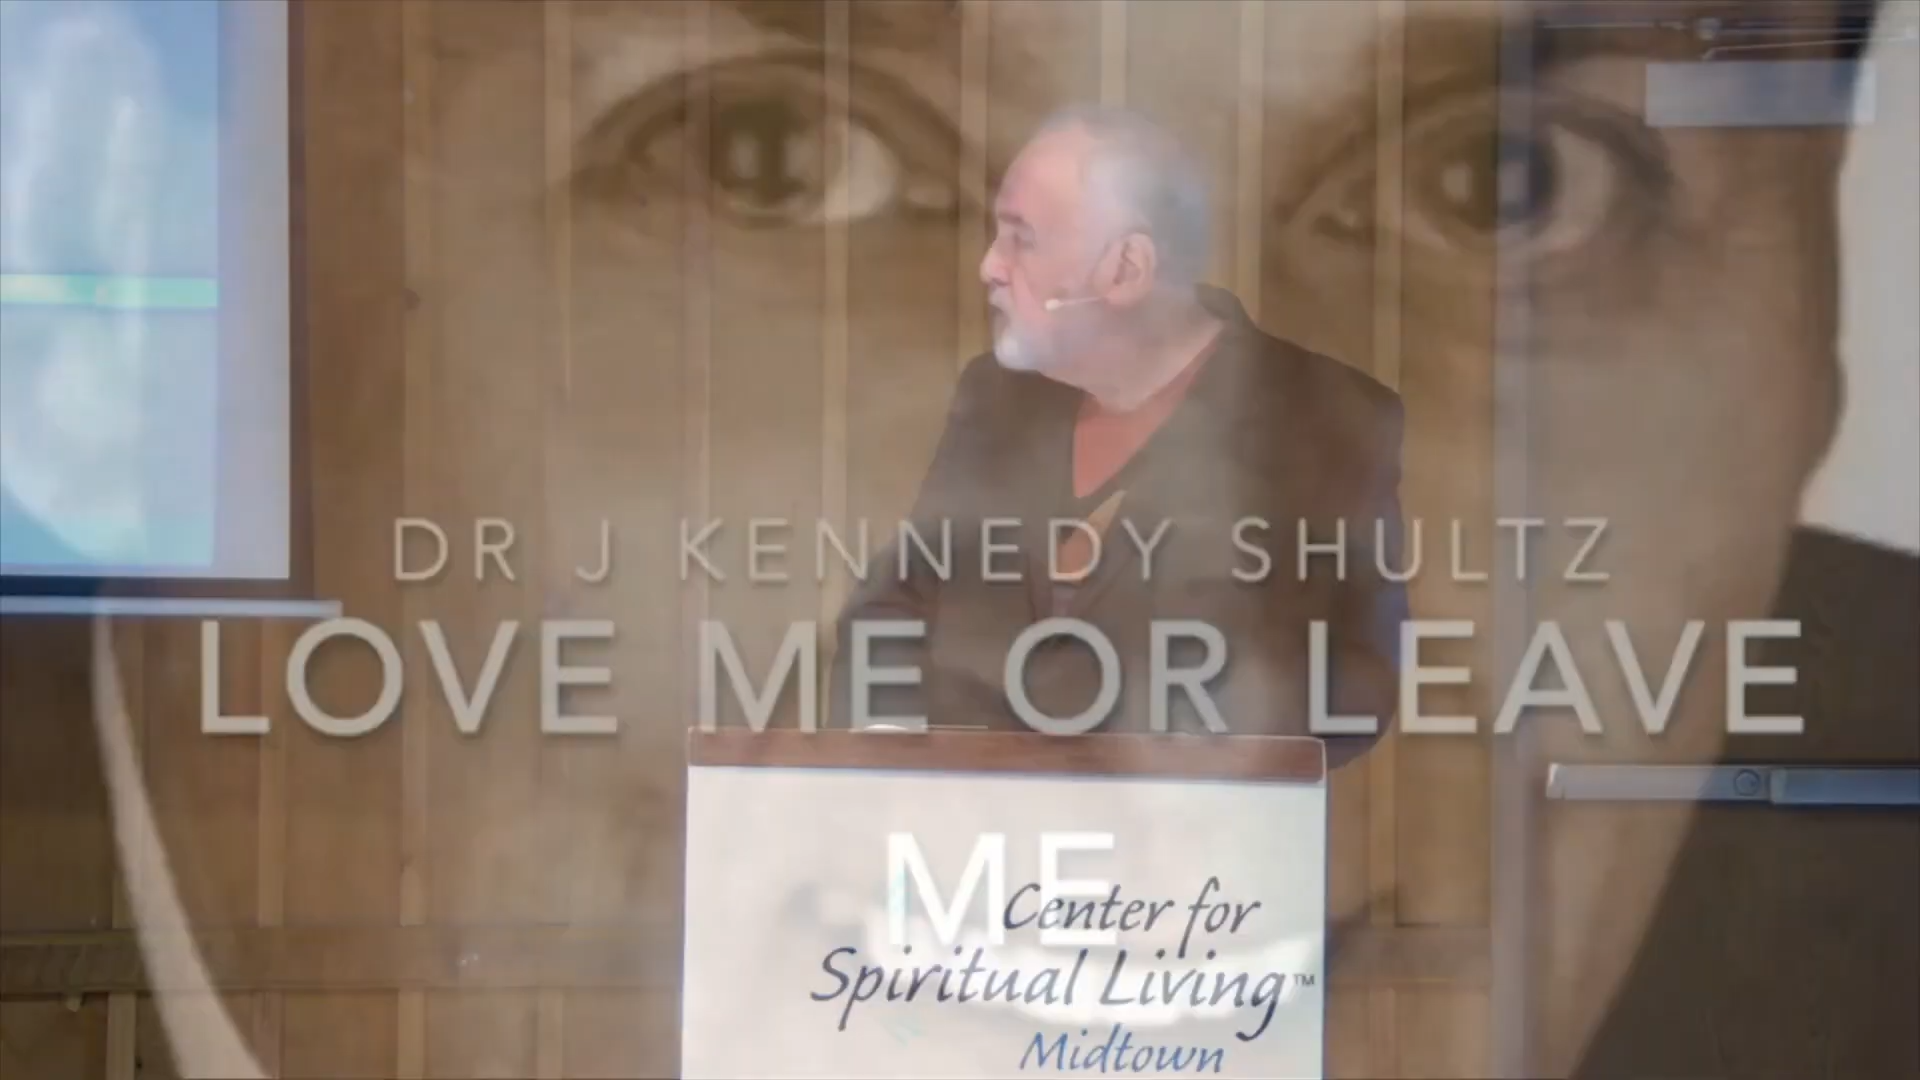 DR J KENNEDY SHULTZ
LOVE ME OR LEAVE
ME
Center for
Spiritual Living™
Midtown